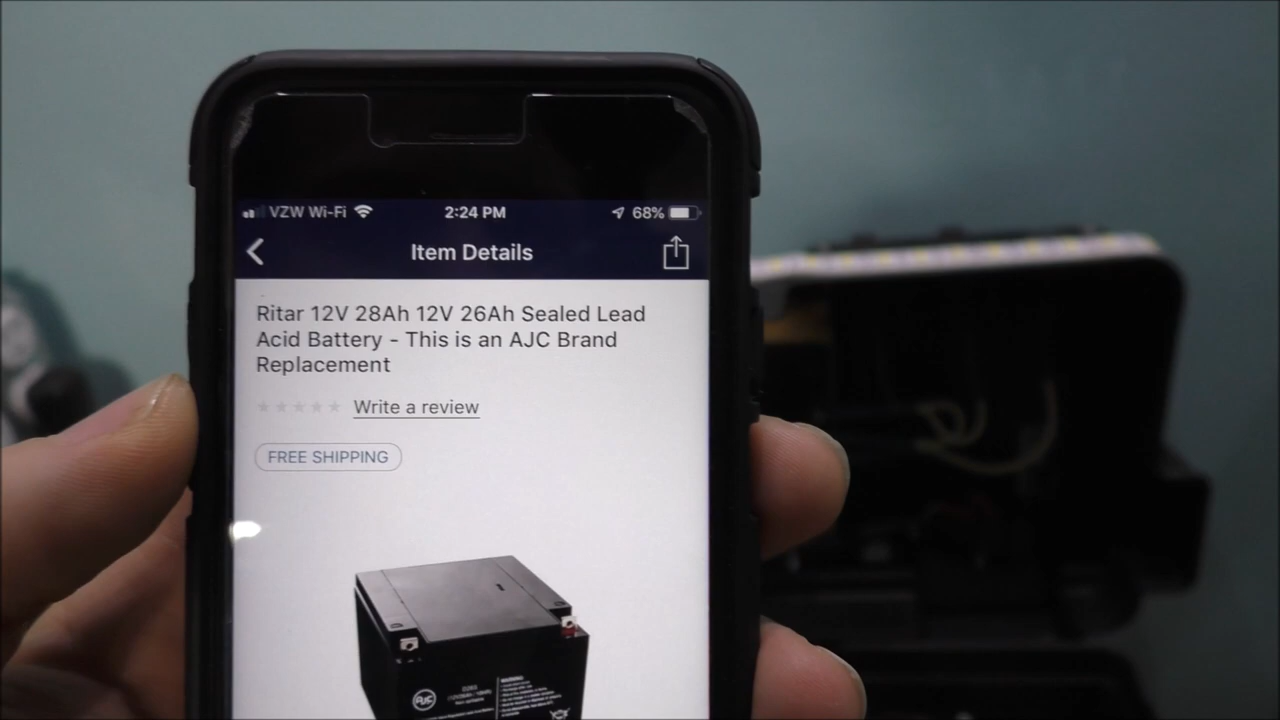 VZW Wi-Fi 2:24 PM 68%
Item Details
Ritar 12V 28Ah 12V 26Ah Sealed Lead
Acid Battery - This is an AJC Brand
Replacement
Write a review
FREE SHIPPING
AJC